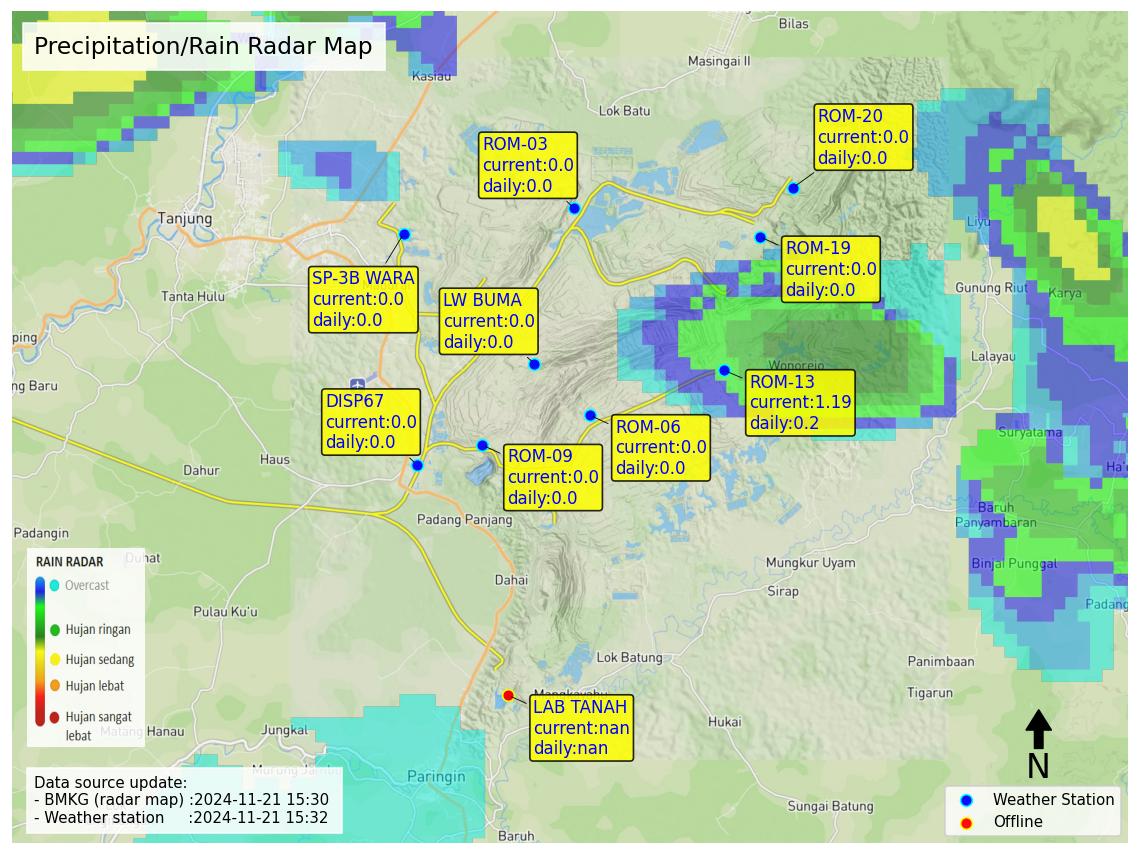 Precipitation/Rain Radar Map
Bilas
Masingai II
Kasiau
Lok Batu
ROM-20
current:0.0
daily:0.0
ROM-03
current:0.0
daily:0.0
Tanjung
Liyu
ROM-19
current:0.0
daily:0.0
SP-3B WARA
current:0.0
daily:0.0
Tanta Hulu
LW BUMA
current:0.0
daily:0.0
Gunung Riut
Karya
ping
Lalayau
Wonorejo
ng Baru
ROM-13
current:1.19
daily:0.2
DISP67
current:0.0
daily:0.0
ROM-06
current:0.0
daily:0.0
Suryatama
ROM-09
current:0.0
daily:0.0
Haus
Dahur
Ha'u
Baruh
Panyambaran
Padang Panjang
Padangin
Duhat
Mungkur Uyam
Binjai Punggal
Dahai
Sirap
Padang
Pulau Ku'u
RAIN RADAR
Overcast
Hujan ringan
Hujan sedang
Hujan lebat
Hujan sangat
lebat
Lok Batung
Panimbaan
Tigarun
LAB TANAH
current:nan
daily:nan
Hukai
Matang Hanau
Jungkal
Paringin
N
Sungai Batung
Baruh
Data source update:
- BMKG (radar map) :2024-11-21 15:30
- Weather station :2024-11-21 15:32
Weather Station
Offline